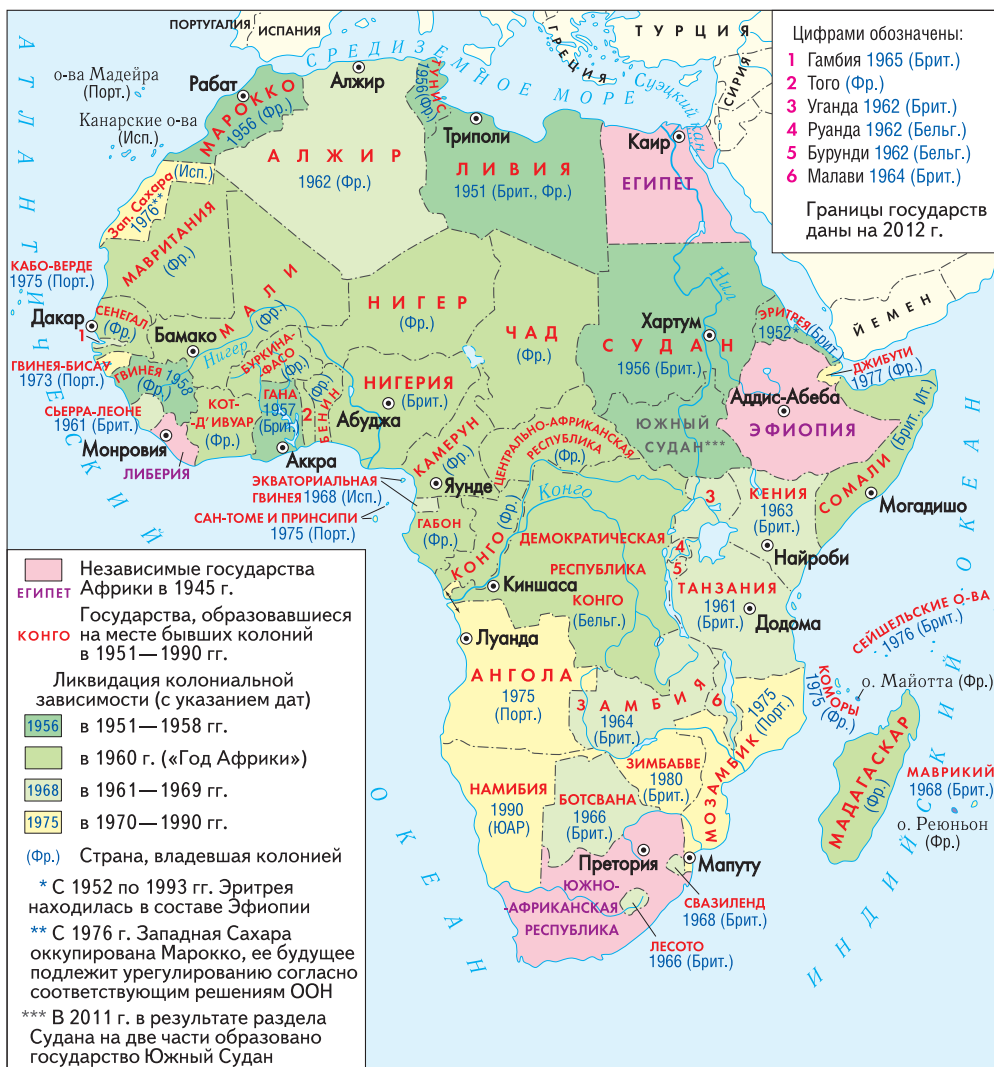 ПОРТУГАЛИЯ
ИСПАНИЯ
ТУРЦИЯ
ГРЕЦИЯ
СИРИЯ
СРЕДИЗЕМНОЕ МОРЕ
Суэцкий кан.
АТЛАНТИЧЕСКИЙ
ОКЕАН
Цифрами обозначены:
1 Гамбия 1965 (Брит.)
2 Того (Фр.)
3 Уганда 1962 (Брит.)
4 Руанда 1962 (Бельг.)
5 Бурунди 1962 (Бельг.)
6 Малави 1964 (Брит.)
Границы государств
даны на 2012 г.
о-ва Мадейра
(Порт.)
Канарские о-ва
(Исп.)
Рабат
МАРОККО
1956 (Фр.)
Алжир
АЛЖИР
1962 (Фр.)
ТУНИС
1956 (Фр.)
Триполи
ЛИВИЯ
1951 (Брит., Фр.)
Каир
ЕГИПЕТ
Зап. Сахара
(Исп.)
1976**
МАВРИТАНИЯ
(Фр.)
КАБО-ВЕРДЕ
1975 (Порт.)
Дакар
СЕНЕГАЛ
(Фр.)
1
МАЛИ
(Фр.)
Бамако
Нигер
НИГЕР
(Фр.)
ЧАД
(Фр.)
Нил
Хартум
СУДАН
1956 (Брит.)
ЭРИТРЕЯ
1952*
(Брит.
ЙЕМЕН
ДЖИБУТИ
1977 (Фр.)
ГВИНЕЯ-БИСАУ
1973 (Порт.)
ГВИНЕЯ
1958
(Фр.)
БУРКИНА-
-ФАСО
(Фр.)
СЬЕРРА-ЛЕОНЕ
1961 (Брит.)
Монровия
ЛИБЕРИЯ
КОТ-
-Д'ИВУАР
(Фр.)
ГАНА
1957
(Брит.)
Аккра
2
БЕНИН
(Фр.)
НИГЕРИЯ
(Брит.)
Абуджа
КАМЕРУН
(Фр.)
Яунде
ЦЕНТРАЛЬНО-АФРИКАНСКАЯ
РЕСПУБЛИКА
(Фр.)
ЮЖНЫЙ
СУДАН***
Аддис-Абеба
ЭФИОПИЯ
СОМАЛИ
(Брит., Ит.)
Могадишо
ЭКВАТОРИАЛЬНАЯ
ГВИНЕЯ 1968 (Исп.)
САН-ТОМЕ И ПРИНСИПИ
1975 (Порт.)
ГАБОН
(Фр.)
КОНГО
(Фр.)
Конго
ДЕМОКРАТИЧЕСКАЯ
РЕСПУБЛИКА
КОНГО
(Бельг.)
Киншаса
3
КЕНИЯ
1963
(Брит.)
Найроби
4
5
ТАНЗАНИЯ
1961
(Брит.)
Додома
Луанда
АНГОЛА
1975
(Порт.)
ЗАМБИЯ
1964
(Брит.)
6
МОЗАМБИК
1975
(Порт.)
СЕЙШЕЛЬСКИЕ О-ВА
1976 (Брит.)
КОМОРЫ
1975
(Фр.)
о. Майотта (Фр.)
МАДАГАСКАР
(Фр.)
МАВРИКИЙ
1968 (Брит.)
о. Реюньон
(Фр.)
НАМИБИЯ
1990
(ЮАР)
БОТСВАНА
1966
(Брит.)
ЗИМБАБВЕ
1980
(Брит.)
Претория
Мапуту
ЮЖНО-
-АФРИКАНСКАЯ
РЕСПУБЛИКА
СВАЗИЛЕНД
1968 (Брит.)
ЛЕСОТО
1966 (Брит.)
ИНДИЙСКИЙ ОКЕАН
Независимые государства
ЕГИПЕТ Африки в 1945 г.
Государства, образовавшиеся
КОНГО на месте бывших колоний
в 1951—1990 гг.
Ликвидация колониальной
зависимости (с указанием дат)
1956 в 1951—1958 гг.
в 1960 г. («Год Африки»)
1968 в 1961—1969 гг.
1975 в 1970—1990 гг.
(Фр.) Страна, владевшая колонией
* С 1952 по 1993 гг. Эритрея
находилась в составе Эфиопии
** С 1976 г. Западная Сахара
оккупирована Марокко, ее будущее
подлежит урегулированию согласно
соответствующим решениям ООН
*** В 2011 г. в результате раздела
Судана на две части образовано
государство Южный Судан